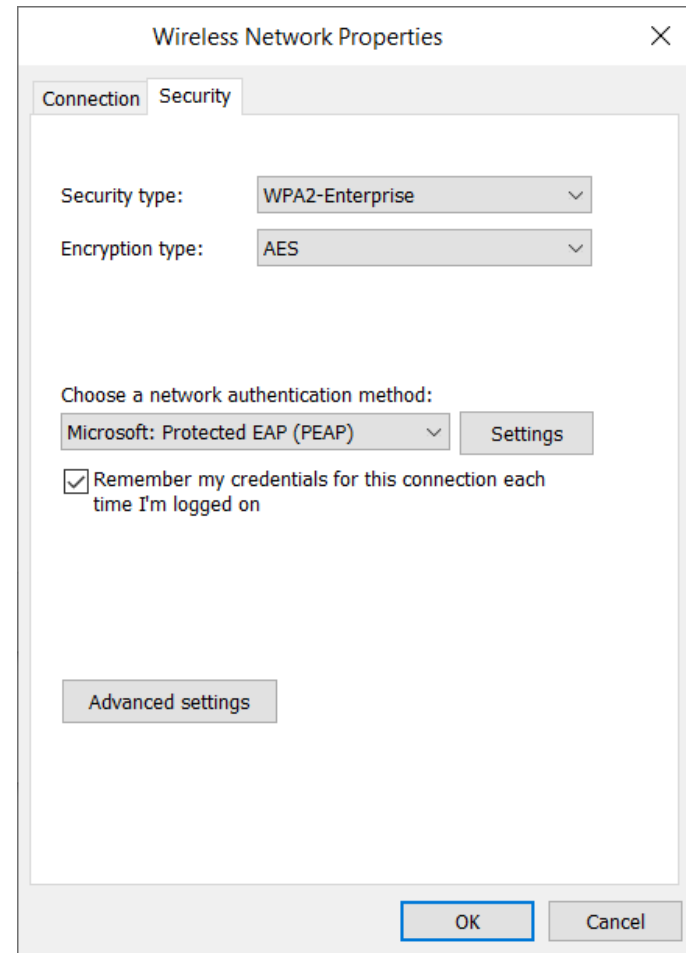 Wireless Network Properties
Connection
Security
Security type:
WPA2-Enterprise
Encryption type:
AES
Choose a network authentication method:
Microsoft: Protected EAP (PEAP)
Settings
Remember my credentials for this connection each
time I'm logged on
Advanced settings
OK
Cancel